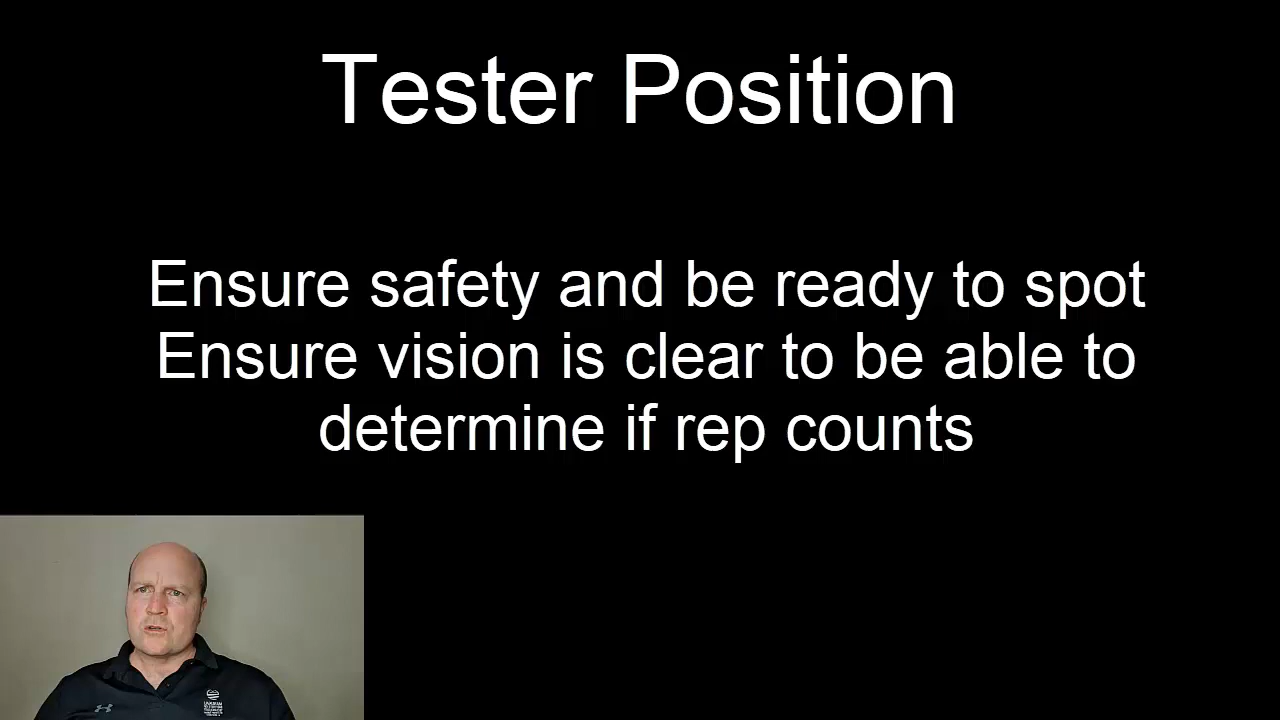 Tester Position
Ensure safety and be ready to spot
Ensure vision is clear to be able to
determine if rep counts